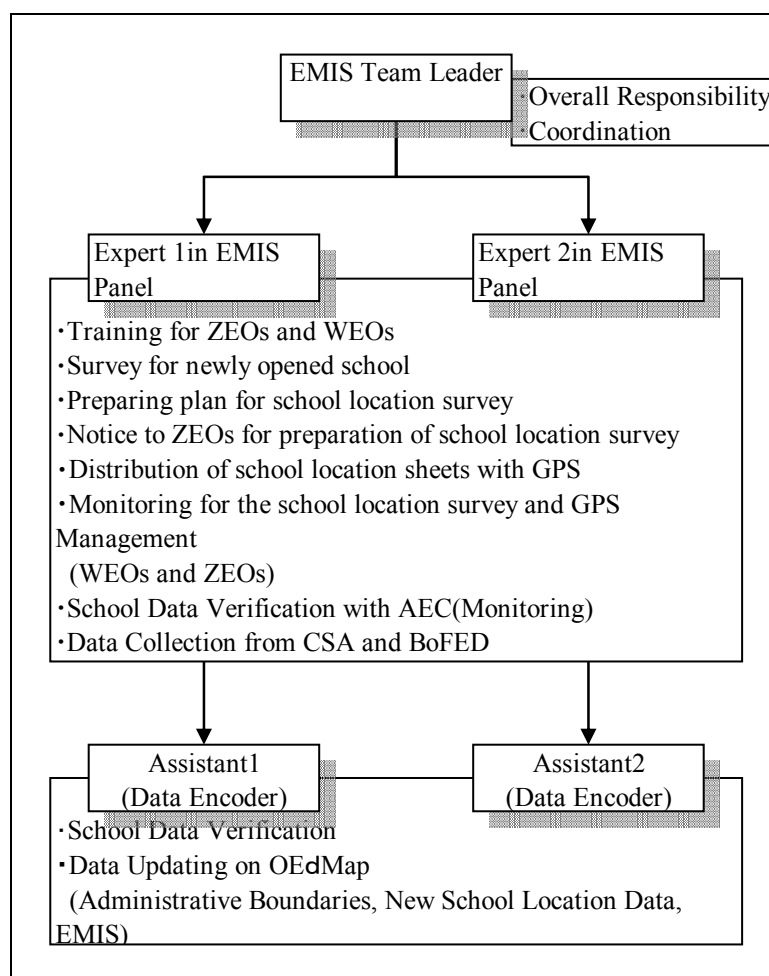 EMIS Team Leader
・Overall Responsibility
・Coordination
Expert 1in EMIS
Panel
Expert 2in EMIS
Panel
・Training for ZEOs and WEOs
・Survey for newly opened school
・Preparing plan for school location survey
・Notice to ZEOs for preparation of school location survey
・Distribution of school location sheets with GPS
・Monitoring for the school location survey and GPS
Management
(WEOs and ZEOs)
・School Data Verification with AEC(Monitoring)
・Data Collection from CSA and BoFED
Assistant1
(Data Encoder)
Assistant2
(Data Encoder)
・School Data Verification
・Data Updating on OEdMap
(Administrative Boundaries, New School Location Data,
EMIS)